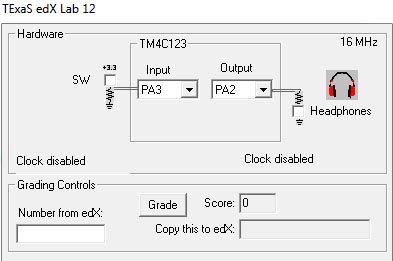 TExaS edX Lab 12
Hardware
TM4C123
16 MHz
+3.3
SW
Input
Output
PA3
PA2
Headphones
Clock disabled
Clock disabled
Grading Controls
Number from edX:
Grade
Score: 0
Copy this to edX: